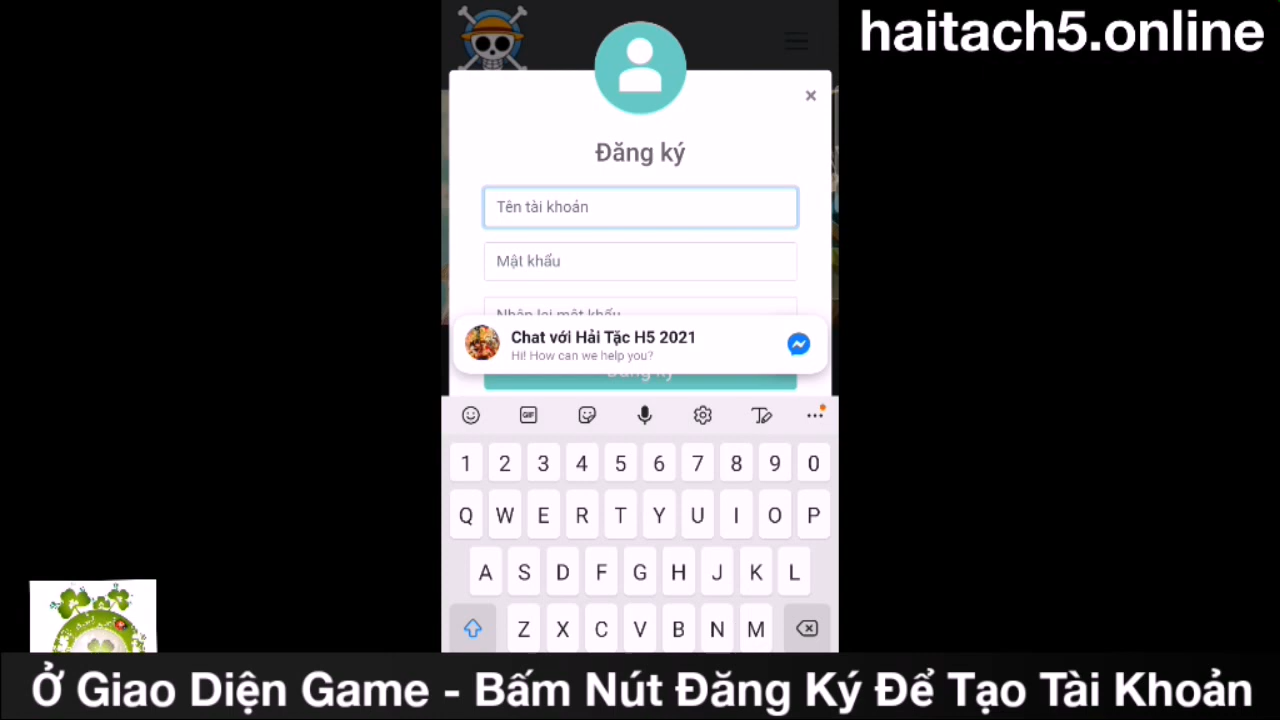 haitach5.online
×
Đăng ký
Tên tài khoản
Mật khẩu
Nhập lại mật khẩu
Chat với Hải Tặc H5 2021
Hi! How can we help you?
Đăng ký
GIF
1 2 3 4 5 6 7 8 9 0
Q W E R T Y U I O P
A S D F G H J K L
Z X C V B N M
Ở Giao Diện Game - Bấm Nút Đăng Ký Để Tạo Tài Khoản